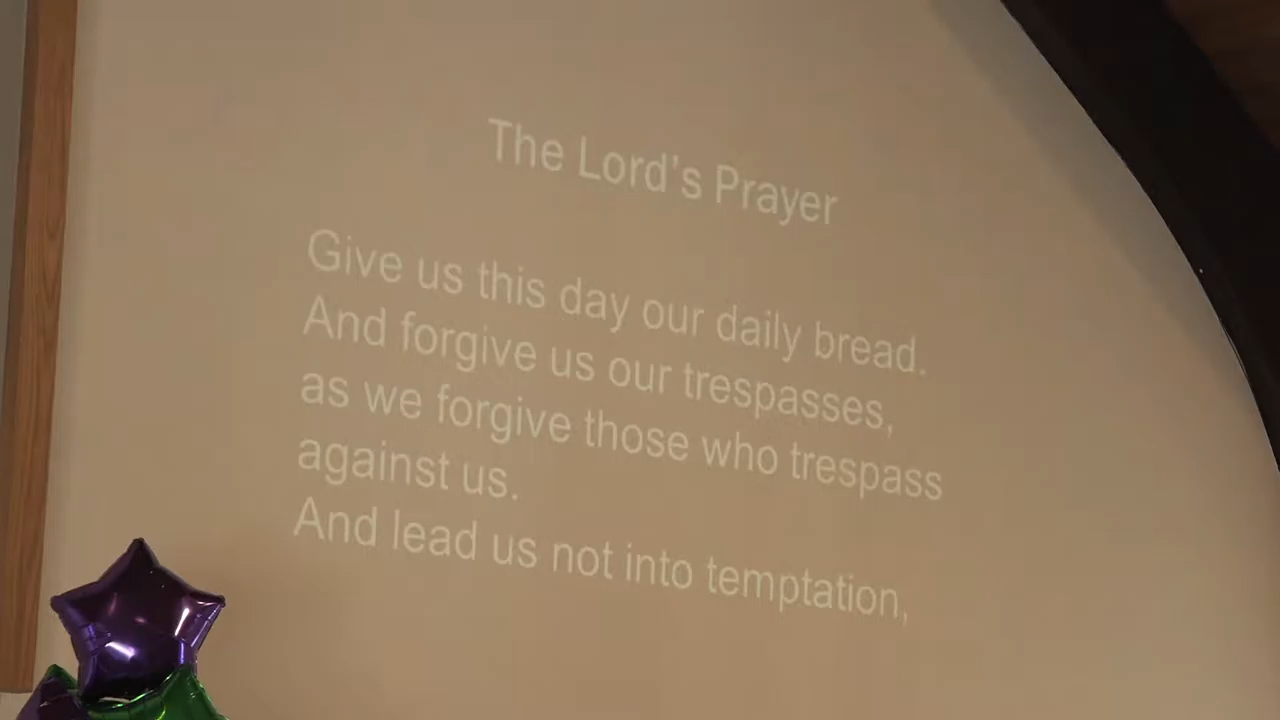 The Lord's Prayer
Give us this day our daily bread.
And forgive us our trespasses,
as we forgive those who trespass
against us.
And lead us not into temptation,